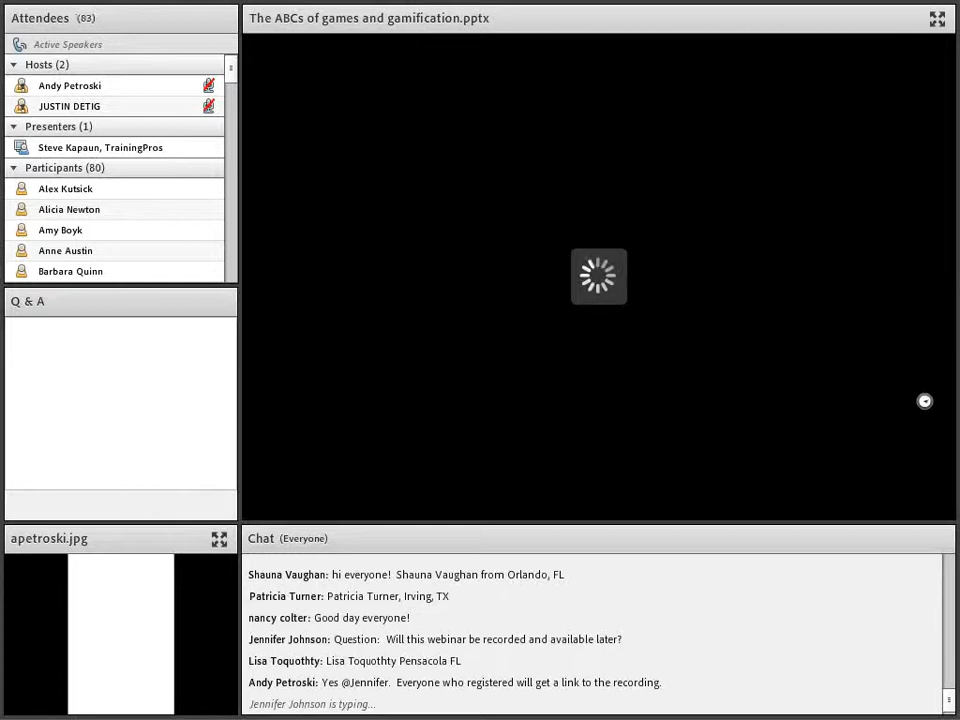 Attendees (83)
Active Speakers
Hosts (2)
Andy Petroski
JUSTIN DETIG
Presenters (1)
Steve Kapaun, TrainingPros
Participants (80)
Alex Kutsick
Alicia Newton
Amy Boyk
Anne Austin
Barbara Quinn
Q & A
apetroski.jpg
The ABCs of games and gamification.pptx
Chat (Everyone)
Shauna Vaughan: hi everyone! Shauna Vaughan from Orlando, FL
Patricia Turner: Patricia Turner, Irving, TX
nancy colter: Good day everyone!
Jennifer Johnson: Question: Will this webinar be recorded and available later?
Lisa Toquothty: Lisa Toquothty Pensacola FL
Andy Petroski: Yes @Jennifer. Everyone who registered will get a link to the recording.
Jennifer Johnson is typing...